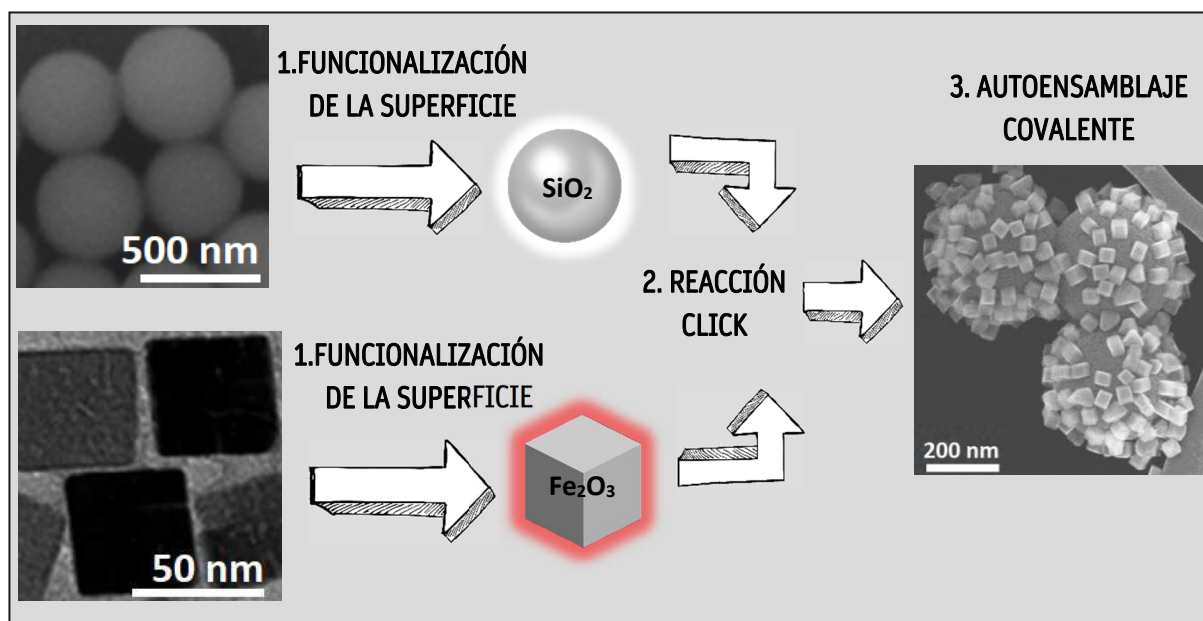 500 nm
1.FUNCIONALIZACIÓN
DE LA SUPERFICIE
SiO₂
50 nm
1.FUNCIONALIZACIÓN
DE LA SUPERFICIE
Fe₂O₃
2. REACCIÓN
CLICK
3. AUTOENSAMBLAJE
COVALENTE
200 nm